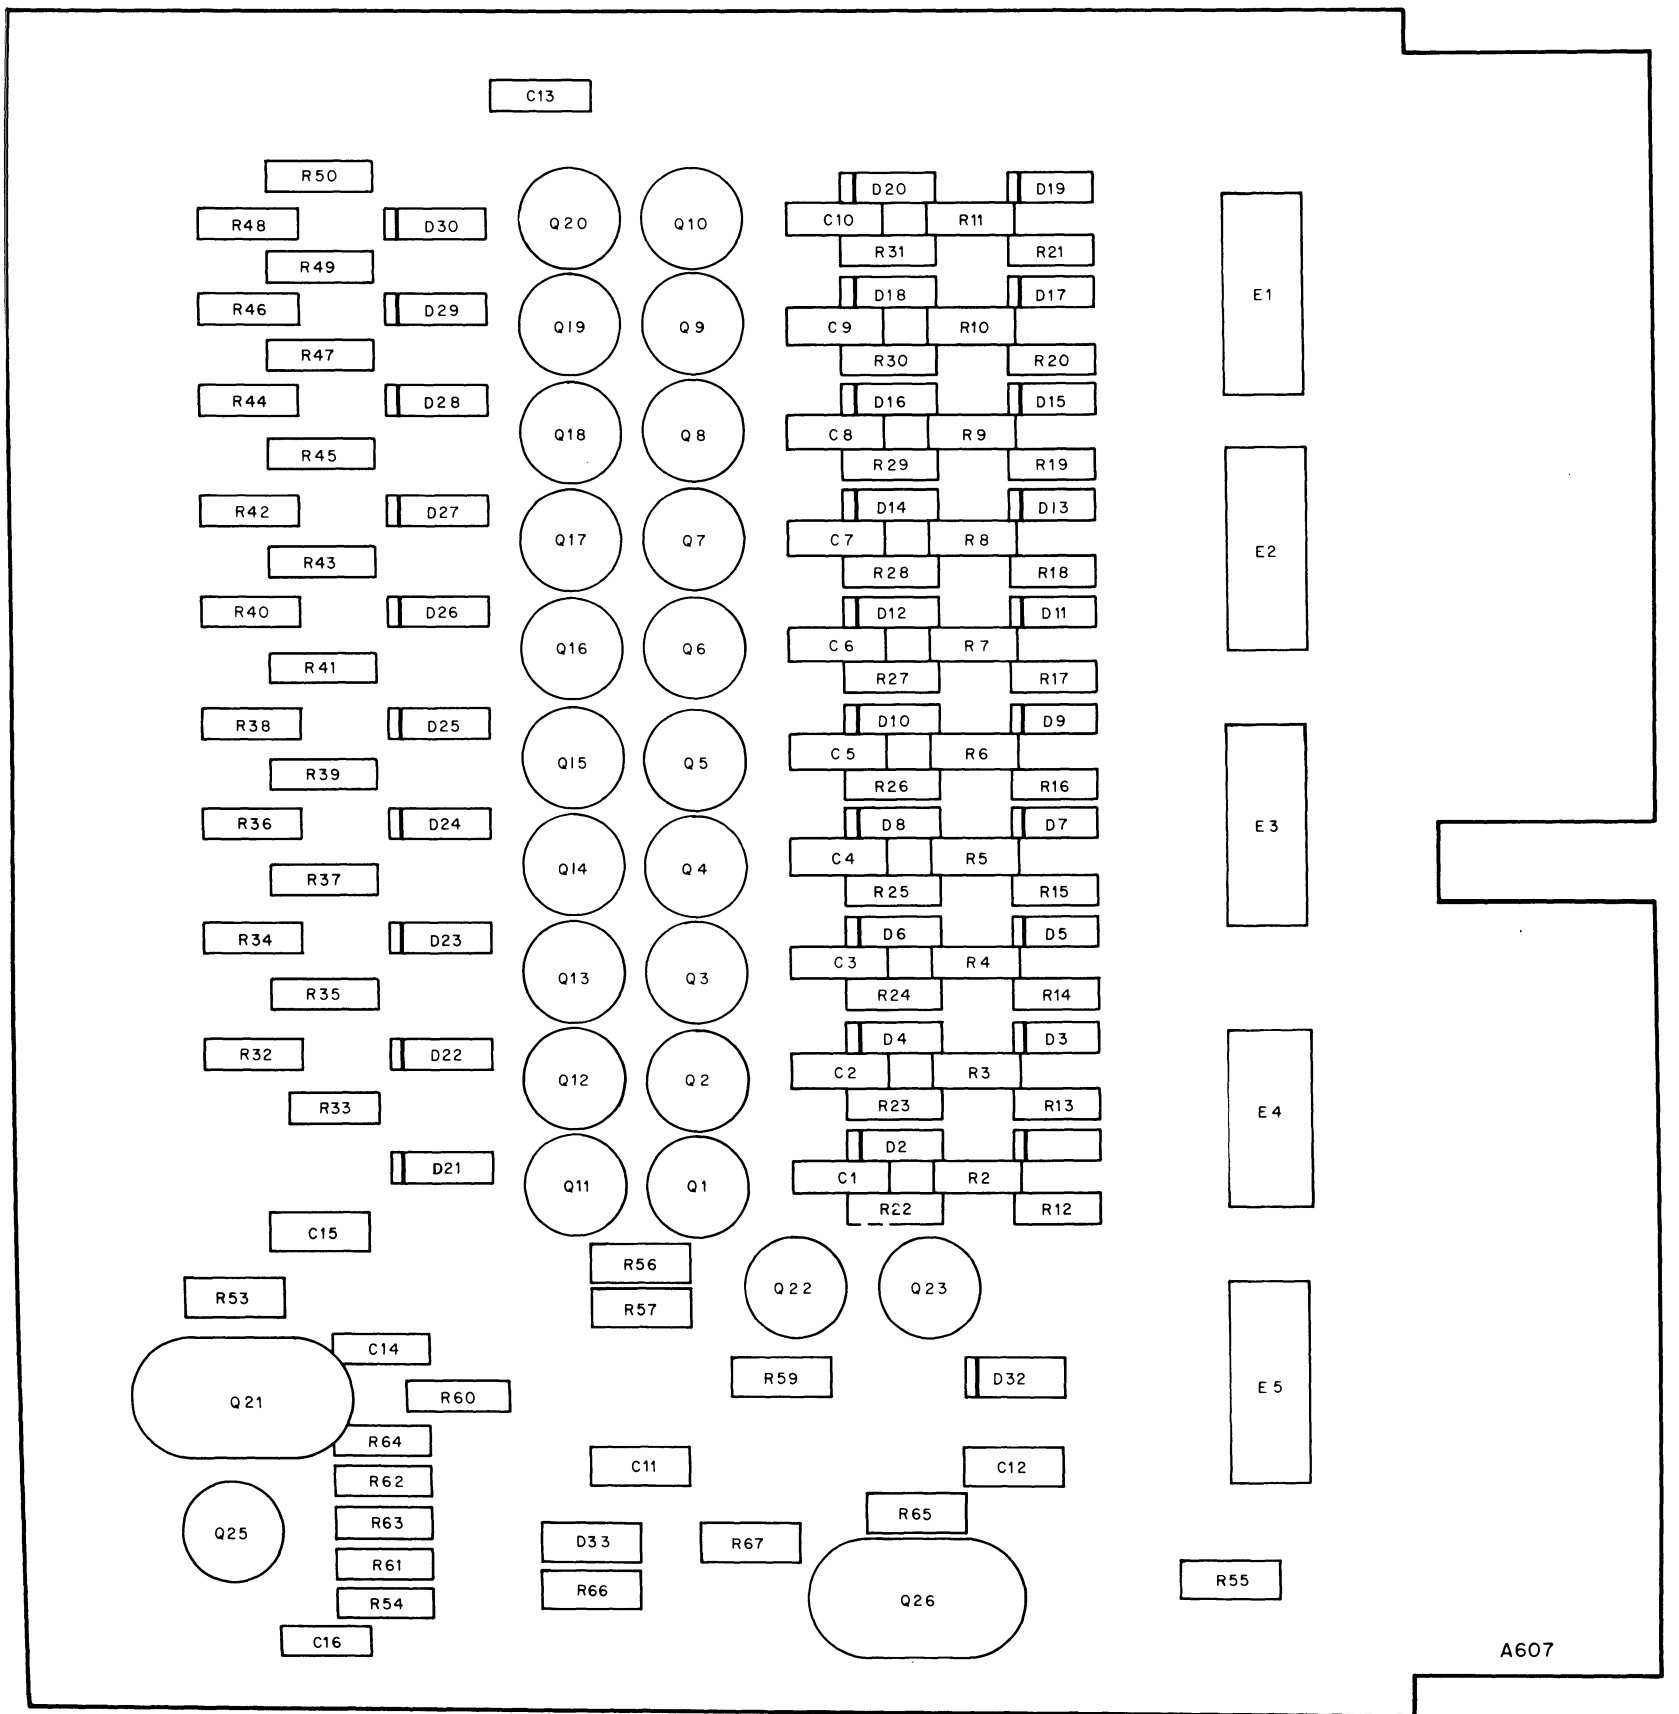 C13
R50
D20 D19
R48 D30 Q20 Q10 C10 R11
R31 R21
R49
D18 D17 E1
R46 D29
Q19 Q9 C9 R10
R47 R30 R20
R44 D28 D16 D15
Q18 Q8 C8 R9
R45 R29 R19
R42 D27 D14 D13
Q17 Q7 C7 R8 E2
R43 R28 R18
R40 D26 D12 D11
Q16 Q6 C6 R7
R41 R27 R17
R38 D25 D10 D9
Q15 Q5 C5 R6
R39 R26 R16
R36 D24 D8 D7 E3
Q14 Q4 C4 R5
R37 R25 R15
R34 D23 D6 D5
Q13 Q3 C3 R4
R35 R24 R14
R32 D22 D4 D3
Q12 Q2 C2 R3
R33 R23 R13 E4
D2
D21 Q11 Q1 C1 R2
R22 R12
C15
R56
R53 R57 Q22 Q23
C14
R59 D32 E5
Q21 R60
R64
C11 C12
R62
R65
Q25 R63
D33 R67
R61
R66 R55
R54 Q26
C16
A607